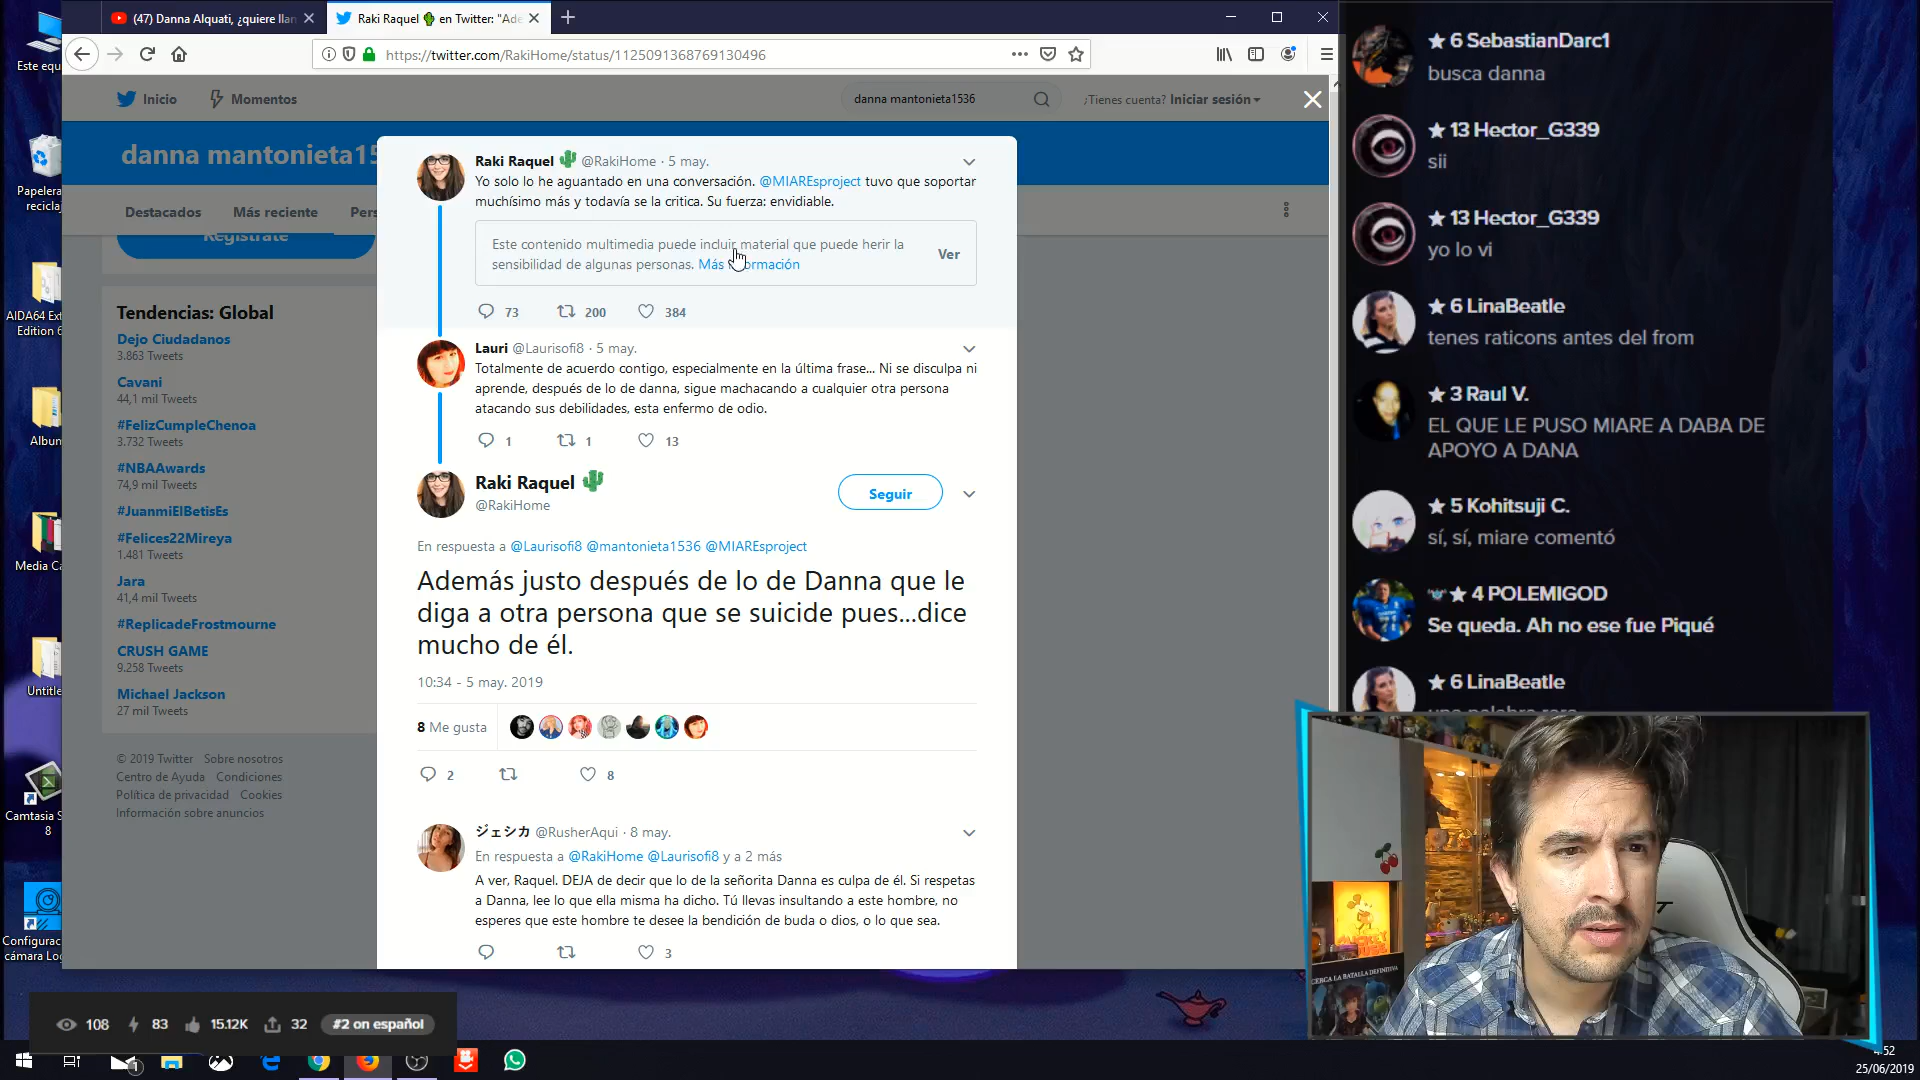 (47) Danna Alquati, ¿quiere llan
Raki Raquel 🌵 en Twitter: "Ade
https://twitter.com/RakiHome/status/1125091368769130496
Este equ
Papelera
reciclaj
AIDA64 Ext
Edition 6
Album
Media Ca
Untitle
Camtasia S
8
Configurac
cámara Log
Inicio
Momentos
danna mantonieta1536
¿Tienes cuenta? Iniciar sesión
danna mantonieta15
Destacados
Más reciente
Pers
Regístrate
Tendencias: Global
Dejo Ciudadanos
3.863 Tweets
Cavani
44,1 mil Tweets
#FelizCumpleChenoa
3.732 Tweets
#NBAAwards
74,9 mil Tweets
#JuanmiElBetisEs
#Felices22Mireya
1.481 Tweets
Jara
41,4 mil Tweets
#ReplicadeFrostmourne
CRUSH GAME
9.258 Tweets
Michael Jackson
27 mil Tweets
© 2019 Twitter Sobre nosotros
Centro de Ayuda Condiciones
Política de privacidad Cookies
Información sobre anuncios
Raki Raquel 🌵 @RakiHome · 5 may.
Yo solo lo he aguantado en una conversación. @MIAREsproject tuvo que soportar
muchísimo más y todavía se la critica. Su fuerza: envidiable.
Este contenido multimedia puede incluir material que puede herir la
sensibilidad de algunas personas. Más información
Ver
73 200 384
Lauri @Laurisofi8 · 5 may.
Totalmente de acuerdo contigo, especialmente en la última frase... Ni se disculpa ni
aprende, después de lo de danna, sigue machacando a cualquier otra persona
atacando sus debilidades, esta enfermo de odio.
1 1 13
Raki Raquel 🌵
@RakiHome
Seguir
En respuesta a @Laurisofi8 @mantonieta1536 @MIAREsproject
Además justo después de lo de Danna que le
diga a otra persona que se suicide pues...dice
mucho de él.
10:34 - 5 may. 2019
8 Me gusta
2 8
ジェシカ @RusherAqui · 8 may.
En respuesta a @RakiHome @Laurisofi8 y a 2 más
A ver, Raquel. DEJA de decir que lo de la señorita Danna es culpa de él. Si respetas
a Danna, lee lo que ella misma ha dicho. Tú llevas insultando a este hombre, no
esperes que este hombre te desee la bendición de buda o dios, o lo que sea.
3
★ 6 SebastianDarc1
busca danna
★ 13 Hector_G339
sii
★ 13 Hector_G339
yo lo vi
★ 6 LinaBeatle
tenes raticons antes del from
★ 3 Raul V.
EL QUE LE PUSO MIARE A DABA DE
APOYO A DANA
★ 5 Kohitsuji C.
sí, sí, miare comentó
★ 4 POLEMIGOD
Se queda. Ah no ese fue Piqué
★ 6 LinaBeatle
CERCA LA BATALLA DEFINITIVA
108 83 15.12K 32 #2 on español
4:52
25/06/2019